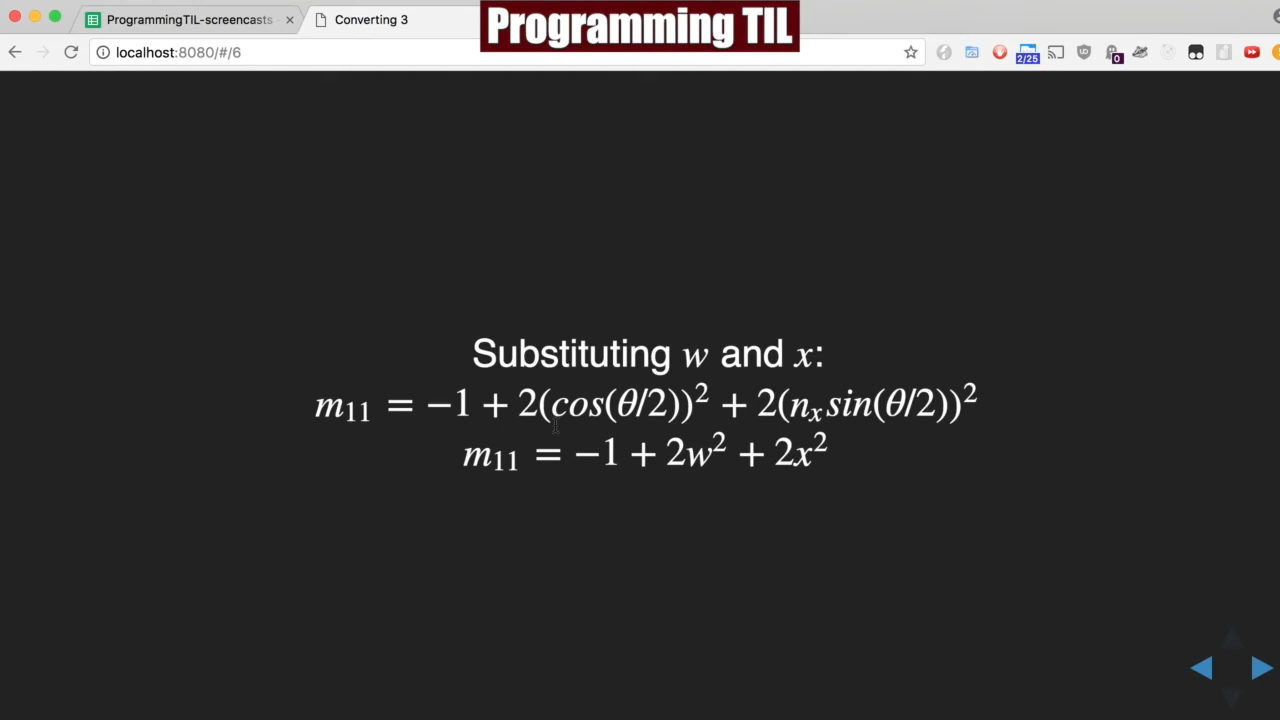 ProgrammingTIL-screencasts
Converting 3
Programming TIL
localhost:8080/#/6
2/25
0
Substituting w and x:
m₁₁ = −1 + 2(cos(θ/2))² + 2(nₓsin(θ/2))²
m₁₁ = −1 + 2w² + 2x²